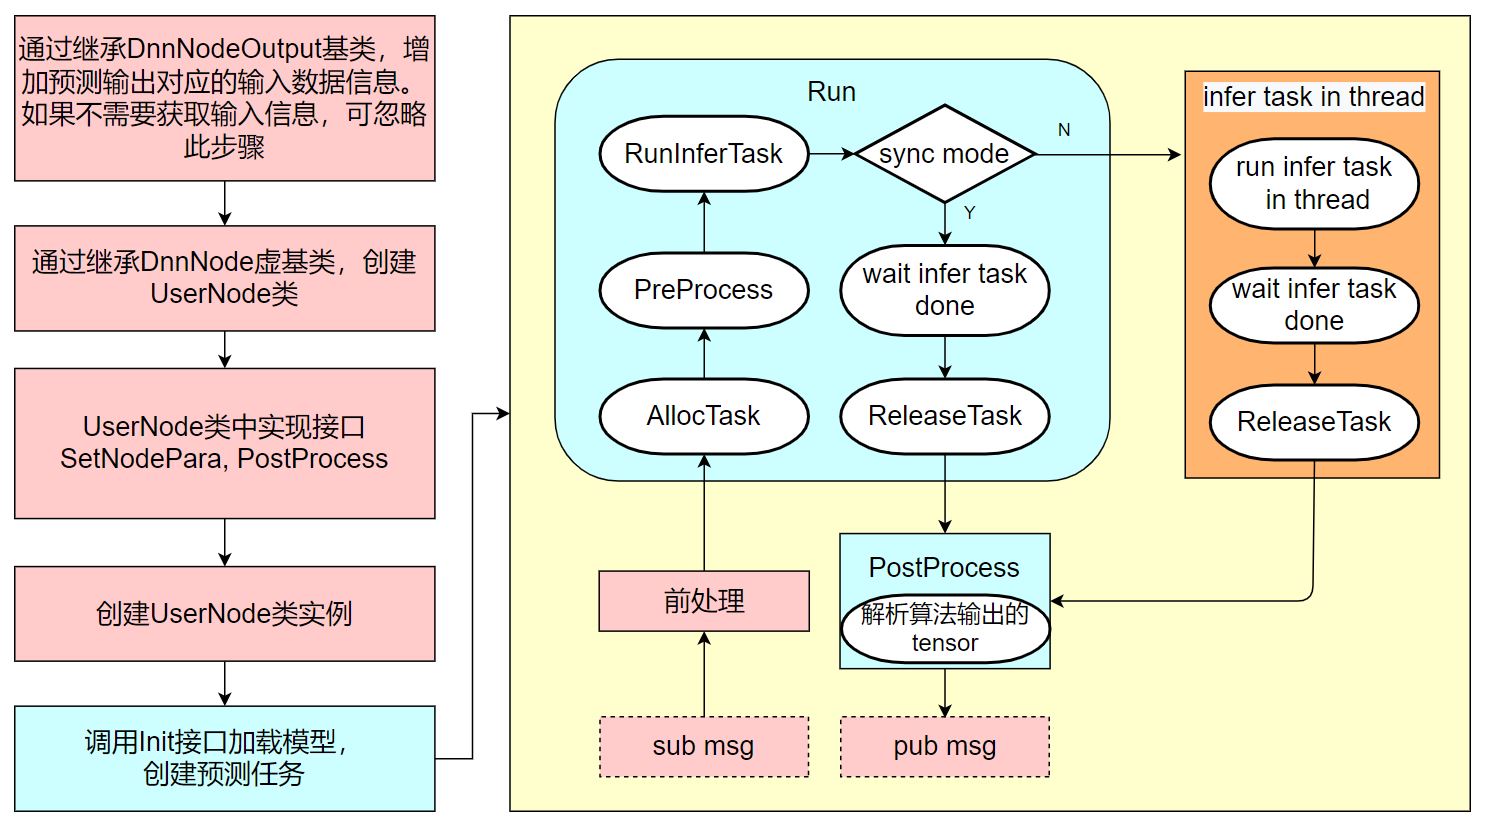 通过继承DnnNodeOutput基类，增
加预测输出对应的输入数据信息。
如果不需要获取输入信息，可忽略
此步骤
通过继承DnnNode虚基类，创建
UserNode类
UserNode类中实现接口
SetNodePara, PostProcess
创建UserNode类实例
调用Init接口加载模型，
创建预测任务
Run
RunInferTask
sync mode
N
Y
PreProcess
wait infer task
done
AllocTask
ReleaseTask
前处理
sub msg
PostProcess
解析算法输出的
tensor
pub msg
infer task in thread
run infer task
in thread
wait infer task
done
ReleaseTask